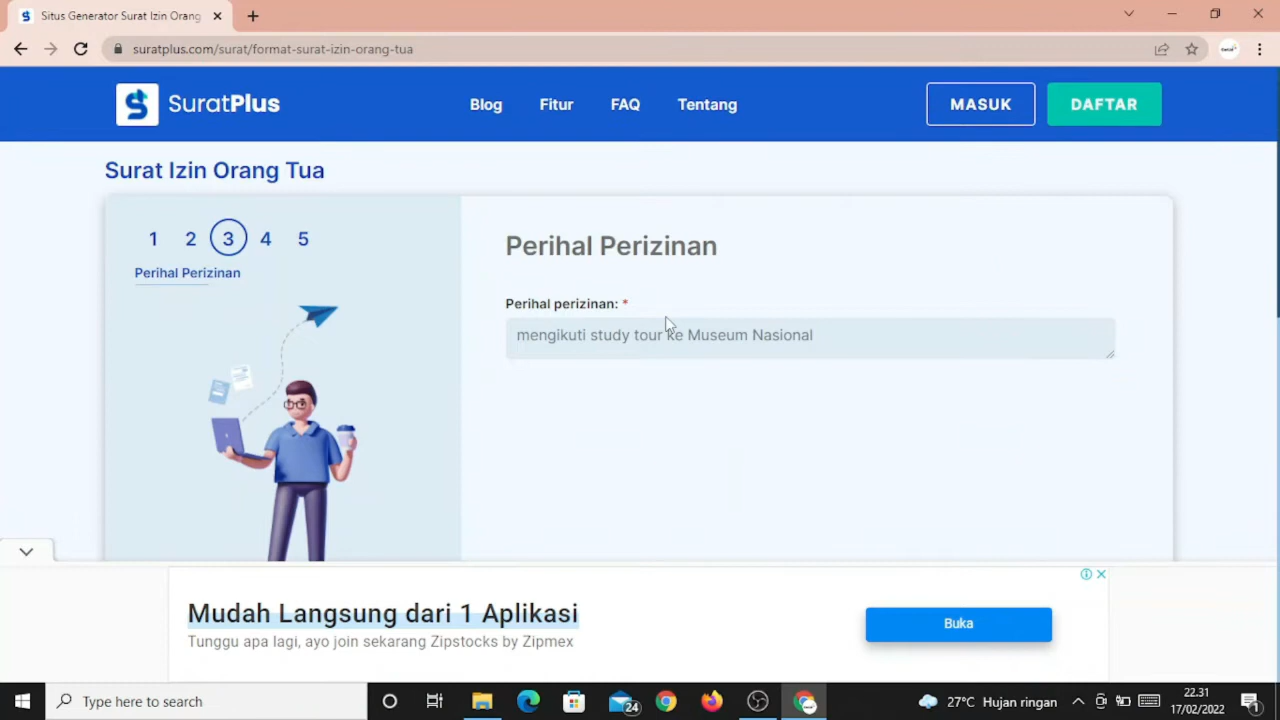 Situs Generator Surat Izin Orang
suratplus.com/surat/format-surat-izin-orang-tua
SuratPlus
Blog
Fitur
FAQ
Tentang
MASUK
DAFTAR
Surat Izin Orang Tua
1 2 3 4 5
Perihal Perizinan
Perihal Perizinan
Perihal perizinan: *
mengikuti study tour ke Museum Nasional
Mudah Langsung dari 1 Aplikasi
Tunggu apa lagi, ayo join sekarang Zipstocks by Zipmex
Buka
Type here to search
24
27°C Hujan ringan
22.31
17/02/2022
1